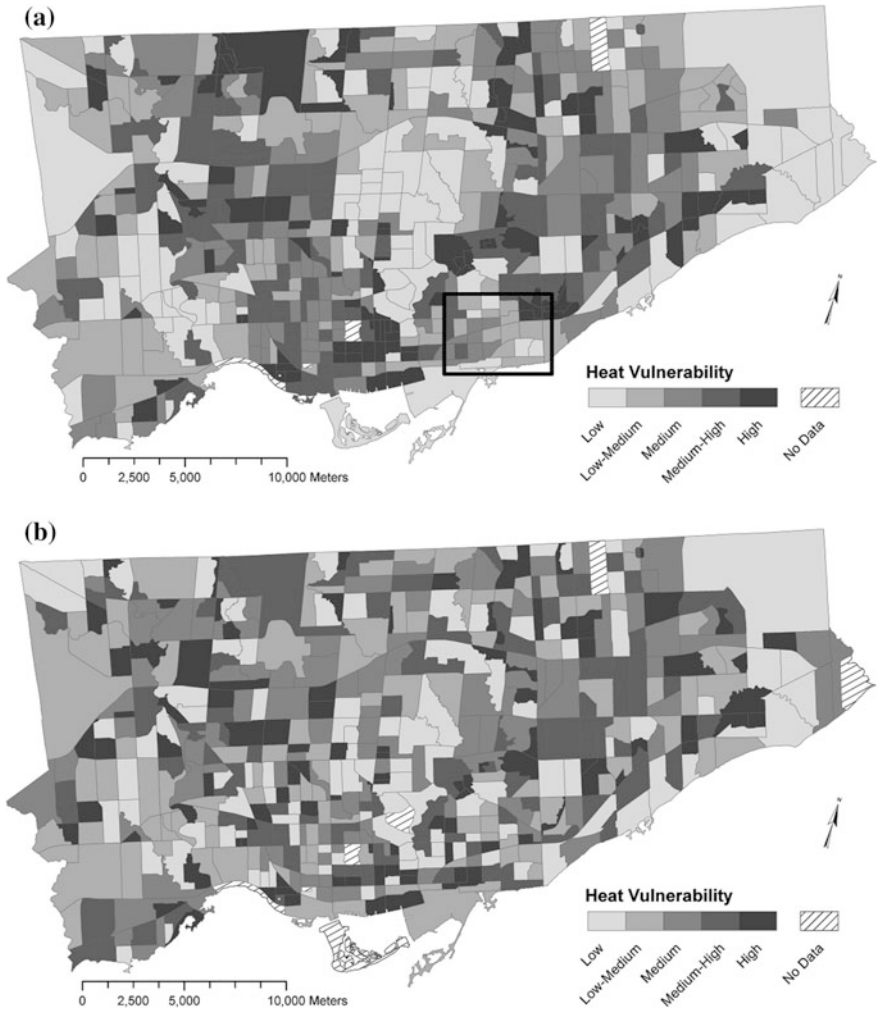 (a)
N
Heat Vulnerability
Low
Low-Medium
Medium
Medium-High
High
No Data
0 2,500 5,000 10,000 Meters
(b)
N
Heat Vulnerability
Low
Low-Medium
Medium
Medium-High
High
No Data
0 2,500 5,000 10,000 Meters